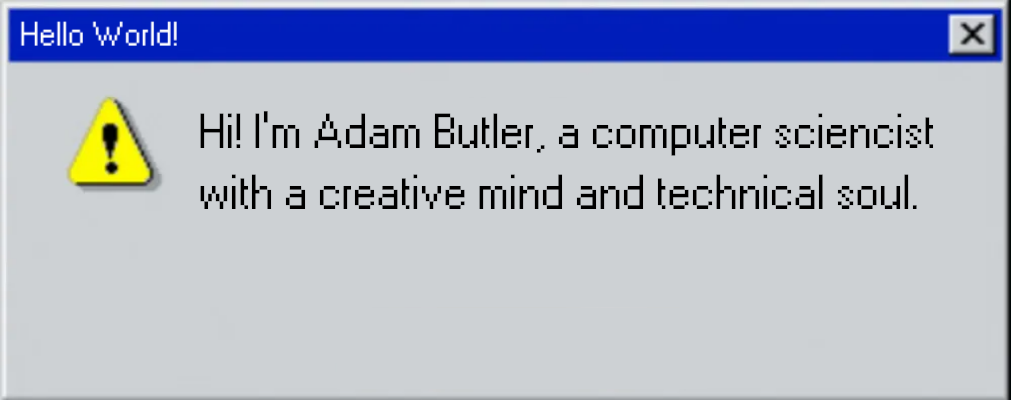 Hello World!
Hi! I'm Adam Butler, a computer sciencist
with a creative mind and technical soul.